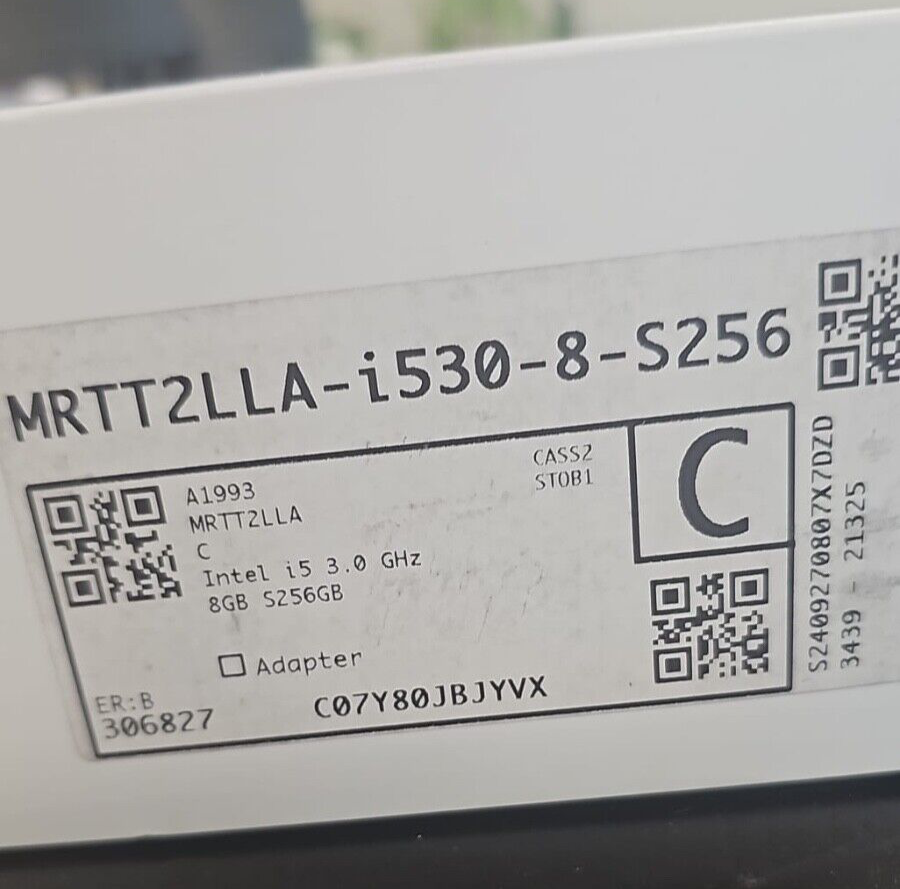 MRTT2LLA-i530-8-S256
A1993
MRTT2LLA
C
Intel i5 3.0 GHz
8GB S256GB
CASS2
STOB1
C
Adapter
ER:B
306827
C07Y80JBJYVX
S2409270807X7DZD
3439 - 21325